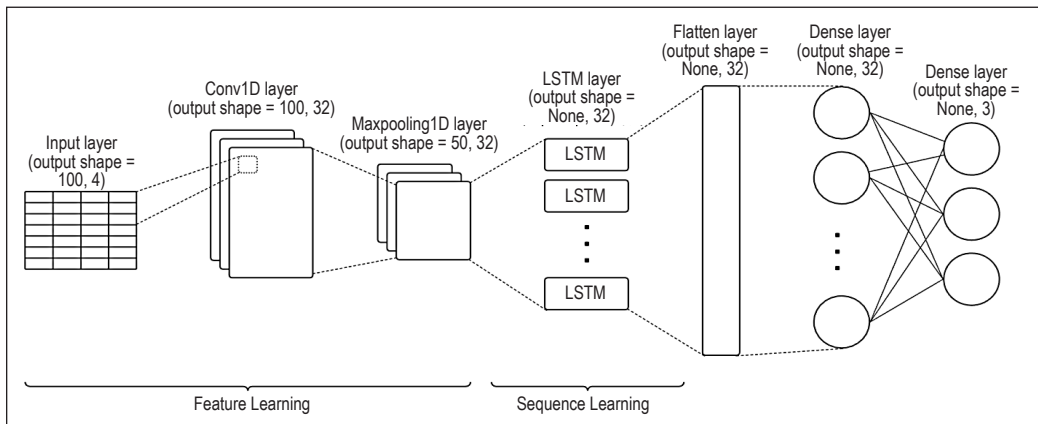 Input layer
(output shape =
100, 4)
Conv1D layer
(output shape = 100, 32)
Maxpooling1D layer
(output shape = 50, 32)
LSTM layer
(output shape =
None, 32)
LSTM
LSTM
LSTM
Flatten layer
(output shape =
None, 32)
Dense layer
(output shape =
None, 32)
Dense layer
(output shape =
None, 3)
Feature Learning
Sequence Learning